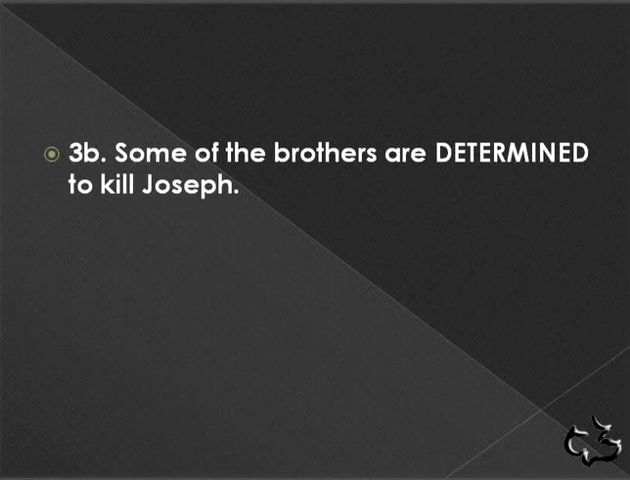 3b. Some of the brothers are DETERMINED
to kill Joseph.